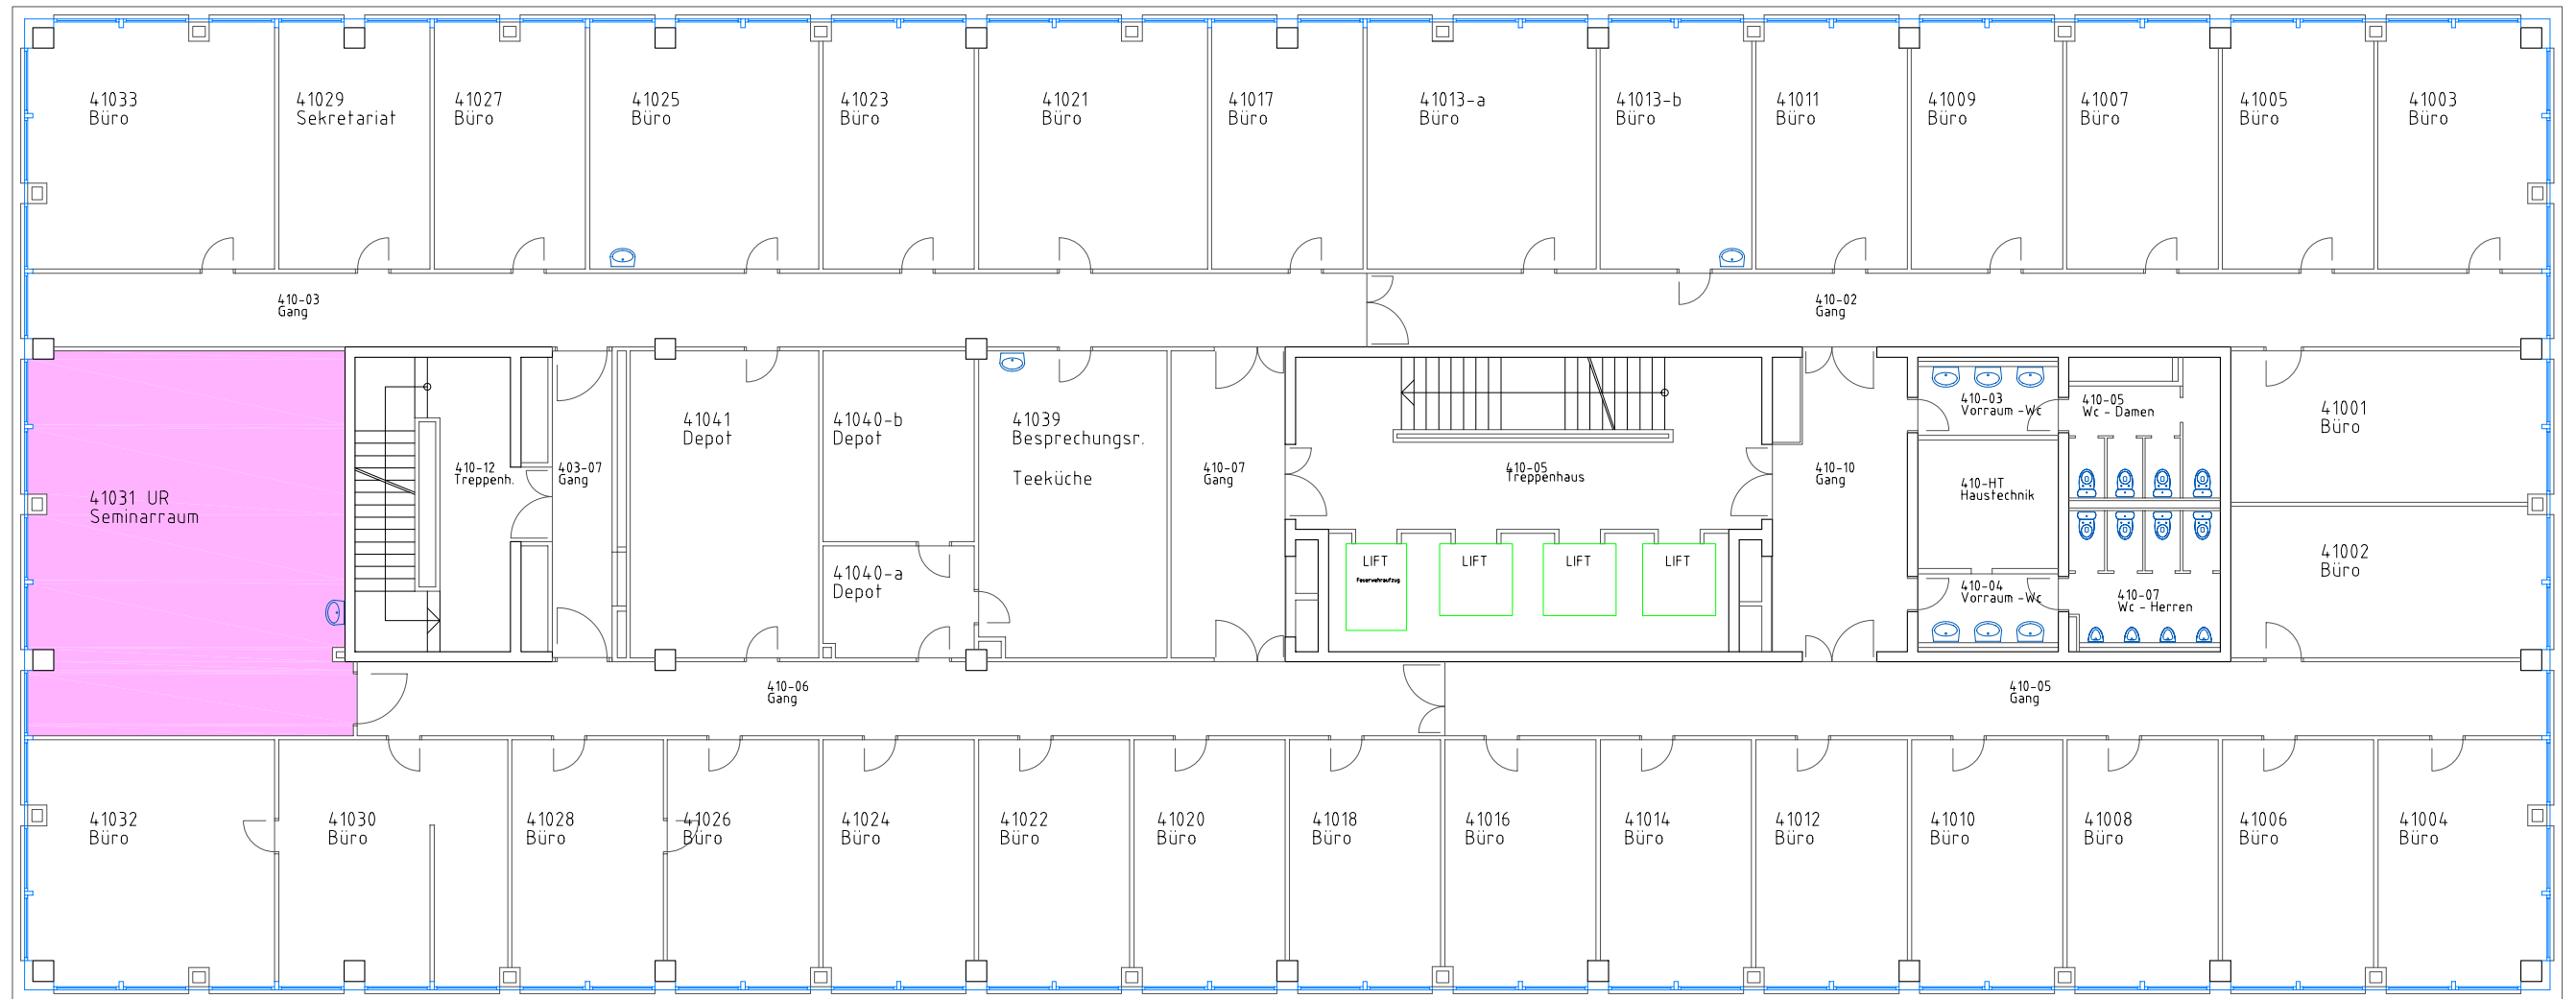 41033
Büro
41029
Sekretariat
41027
Büro
41025
Büro
41023
Büro
41021
Büro
41017
Büro
41013-a
Büro
41013-b
Büro
41011
Büro
41009
Büro
41007
Büro
41005
Büro
41003
Büro
410-03
Gang
410-02
Gang
41031 UR
Seminarraum
410-12
Treppenh.
403-07
Gang
41041
Depot
41040-b
Depot
41040-a
Depot
41039
Besprechungsr.
Teeküche
410-07
Gang
410-05
Treppenhaus
LIFT
Feuerwehraufzug
LIFT
LIFT
LIFT
410-10
Gang
410-03
Vorraum -Wc
410-05
Wc - Damen
410-HT
Haustechnik
410-04
Vorraum -Wc
410-07
Wc - Herren
41001
Büro
41002
Büro
410-06
Gang
410-05
Gang
41032
Büro
41030
Büro
41028
Büro
41026
Büro
41024
Büro
41022
Büro
41020
Büro
41018
Büro
41016
Büro
41014
Büro
41012
Büro
41010
Büro
41008
Büro
41006
Büro
41004
Büro